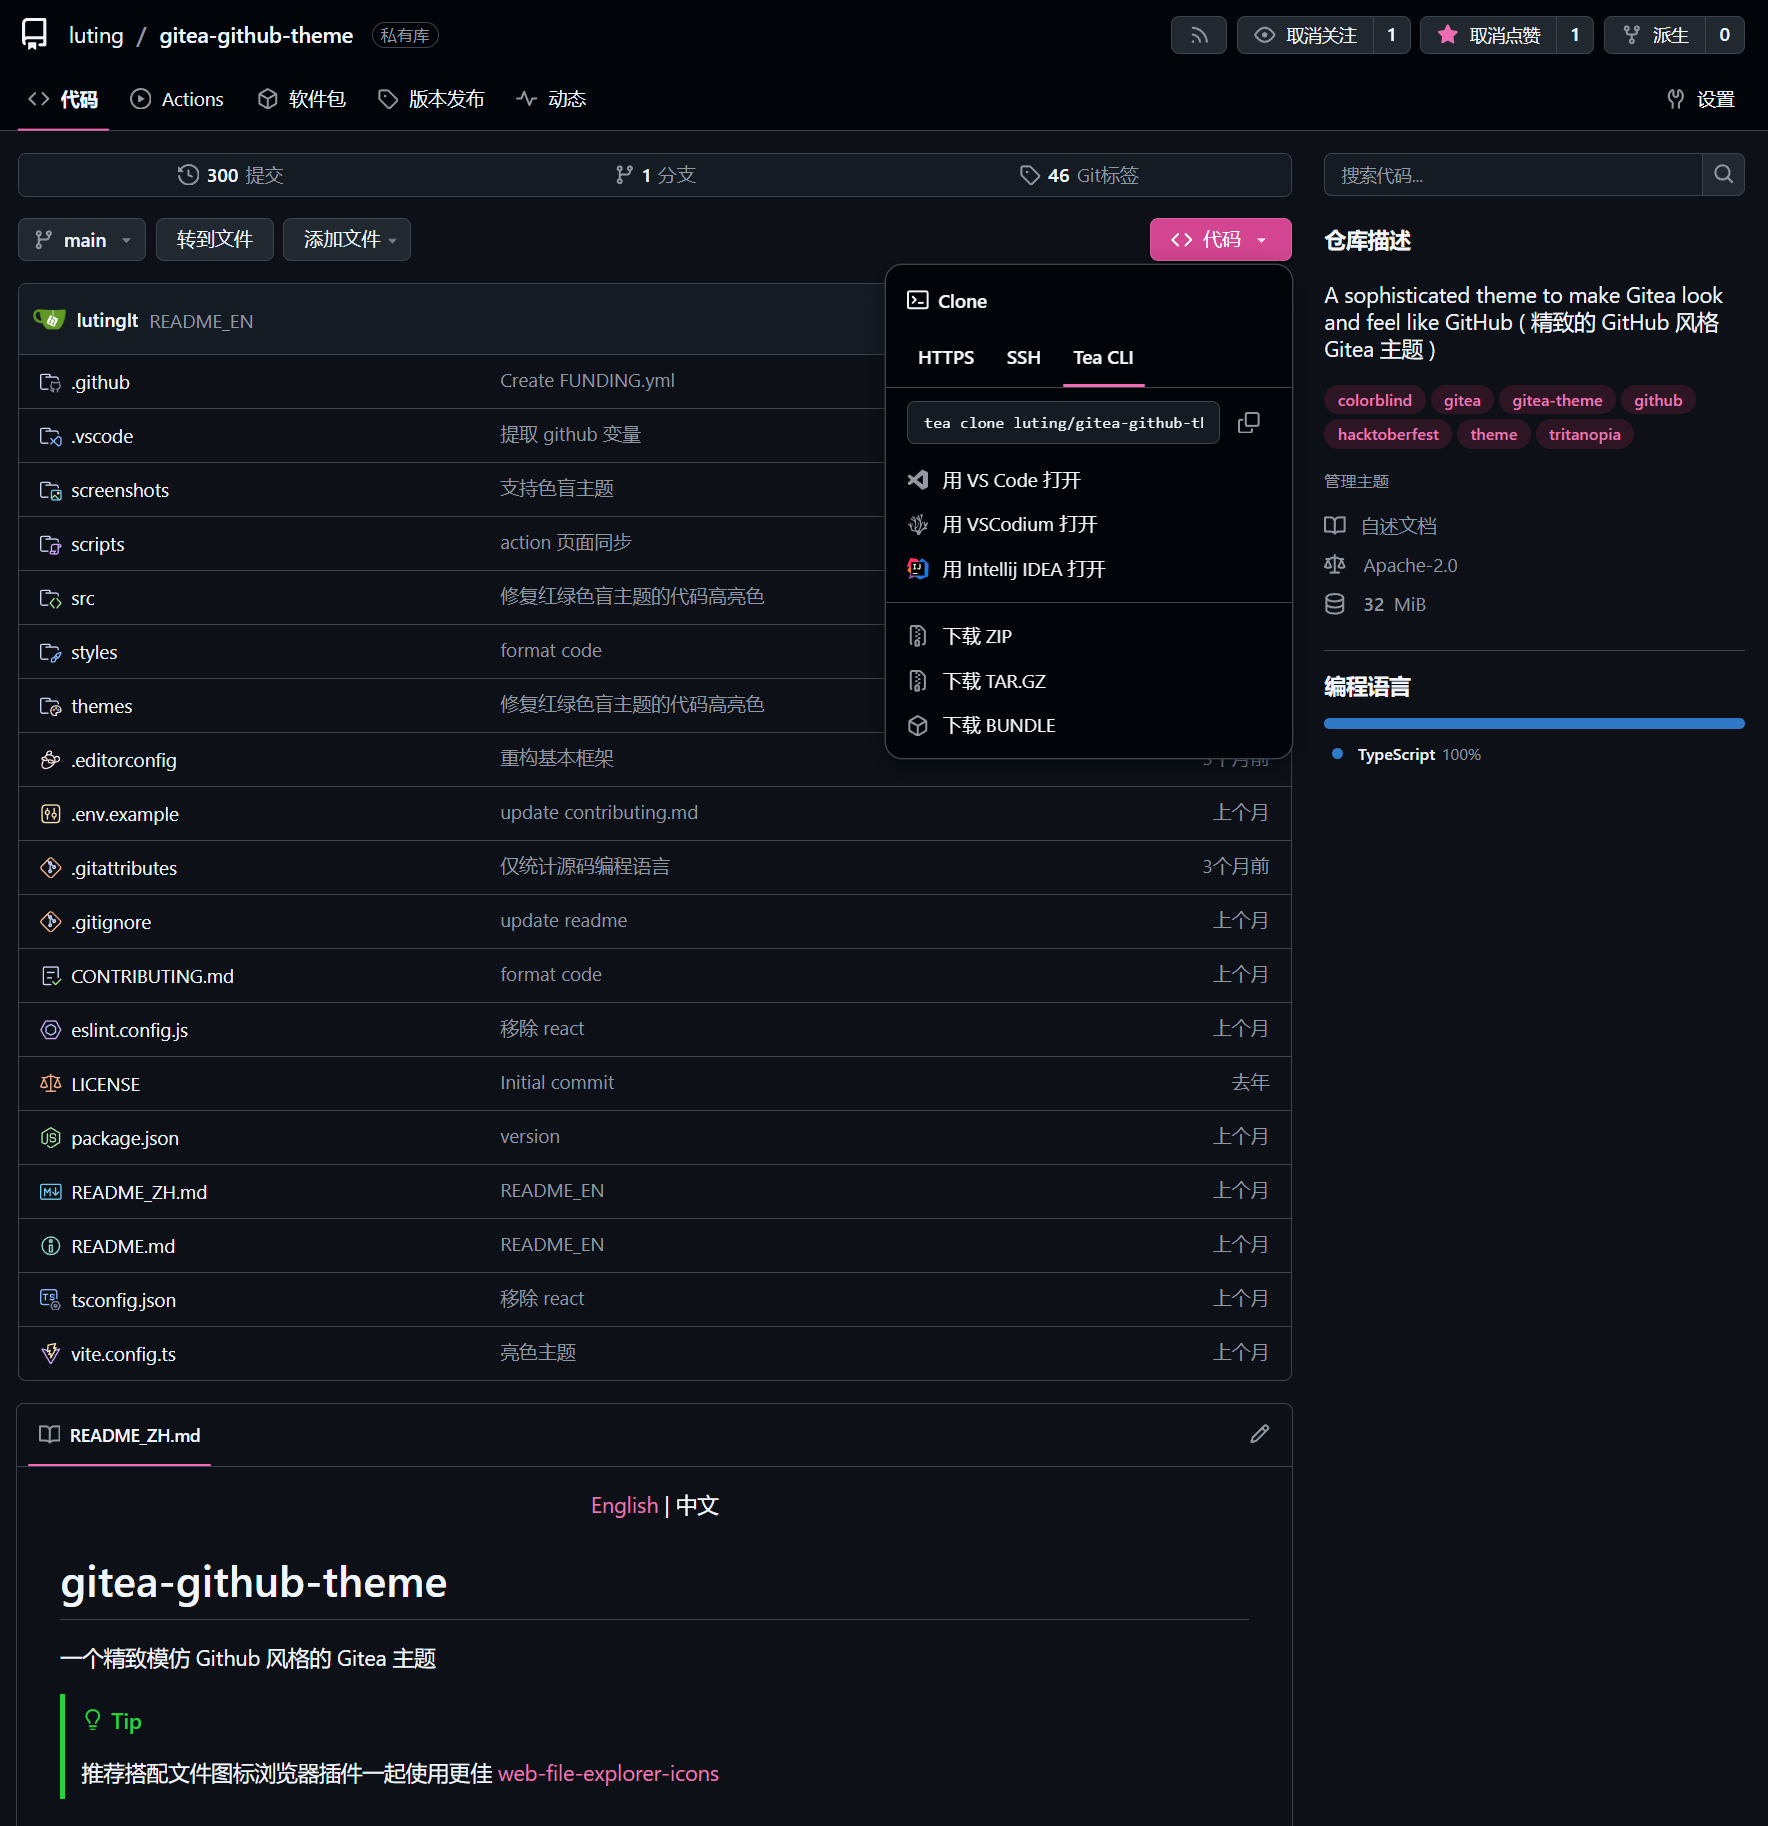 luting / gitea-github-theme 私有库
取消关注 1 取消点赞 1 派生 0
代码 Actions 软件包 版本发布 动态 设置
300 提交 1 分支 46 Git标签
搜索代码...
main 转到文件 添加文件 代码
Clone
HTTPS SSH Tea CLI
tea clone luting/gitea-github-tl
用 VS Code 打开
用 VSCodium 打开
用 Intellij IDEA 打开
下载 ZIP
下载 TAR.GZ
下载 BUNDLE
lutinglt README_EN
.github Create FUNDING.yml
.vscode 提取 github 变量
screenshots 支持色盲主题
scripts action 页面同步
src 修复红绿色盲主题的代码高亮色
styles format code
themes 修复红绿色盲主题的代码高亮色
.editorconfig 重构基本框架 3个月前
.env.example update contributing.md 上个月
.gitattributes 仅统计源码编程语言 3个月前
.gitignore update readme 上个月
CONTRIBUTING.md format code 上个月
eslint.config.js 移除 react 上个月
LICENSE Initial commit 去年
package.json version 上个月
README_ZH.md README_EN 上个月
README.md README_EN 上个月
tsconfig.json 移除 react 上个月
vite.config.ts 亮色主题 上个月
仓库描述
A sophisticated theme to make Gitea look
and feel like GitHub ( 精致的 GitHub 风格
Gitea 主题 )
colorblind gitea gitea-theme github
hacktoberfest theme tritanopia
管理主题
自述文档
Apache-2.0
32 MiB
编程语言
TypeScript 100%
README_ZH.md
English | 中文
gitea-github-theme
一个精致模仿 Github 风格的 Gitea 主题
Tip
推荐搭配文件图标浏览器插件一起使用更佳 web-file-explorer-icons